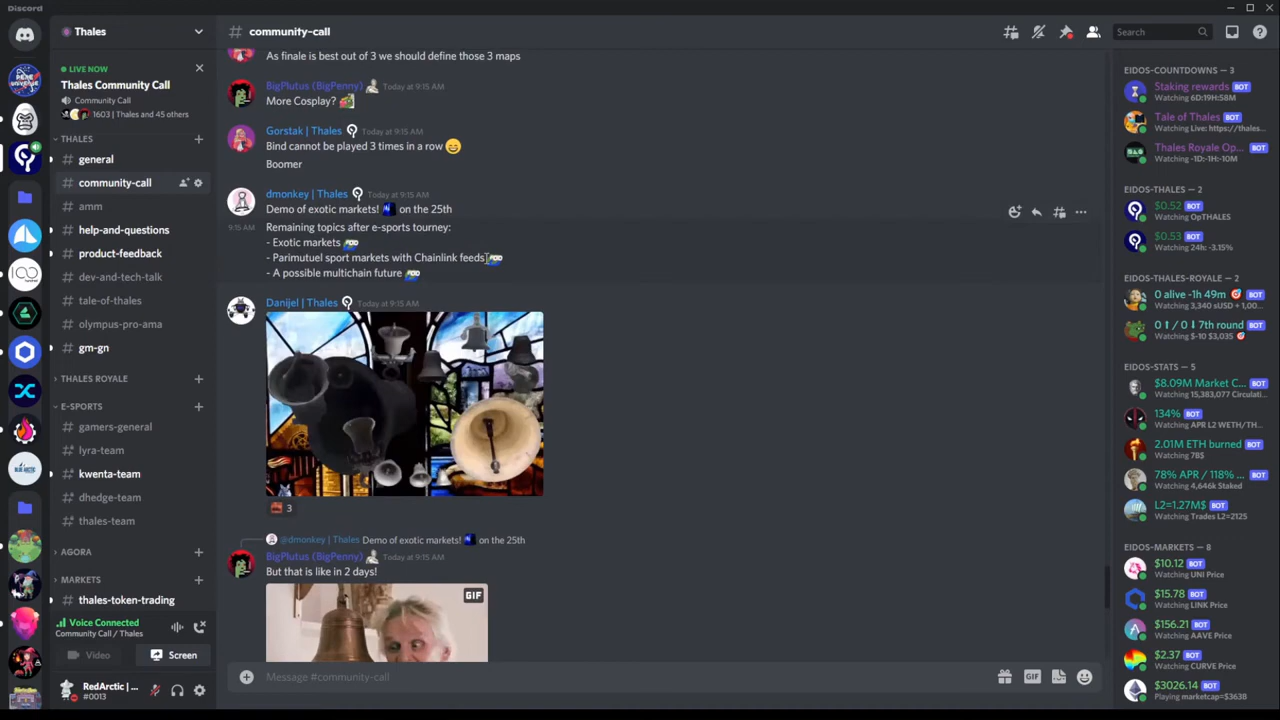 Discord
Thales
LIVE NOW
Thales Community Call
Community Call
1603 | Thales and 45 others
THALES
general
community-call
amm
help-and-questions
product-feedback
dev-and-tech-talk
tale-of-thales
olympus-pro-ama
gm-gn
THALES ROYALE
E-SPORTS
gamers-general
lyra-team
kwenta-team
dhedge-team
thales-team
AGORA
MARKETS
thales-token-trading
Voice Connected
Community Call / Thales
Video
Screen
RedArctic | ...
#0013
community-call
Search
As finale is best out of 3 we should define those 3 maps
BigPlutus (BigPenny) Today at 9:15 AM
More Cosplay?
Gorstak | Thales Today at 9:15 AM
Bind cannot be played 3 times in a row
Boomer
dmonkey | Thales Today at 9:15 AM
Demo of exotic markets! on the 25th
9:15 AM Remaining topics after e-sports tourney:
- Exotic markets
- Parimutuel sport markets with Chainlink feeds
- A possible multichain future
Danijel | Thales Today at 9:15 AM
3
@dmonkey | Thales Demo of exotic markets! on the 25th
BigPlutus (BigPenny) Today at 9:15 AM
But that is like in 2 days!
GIF
Message #community-call
GIF
EIDOS-COUNTDOWNS — 3
Staking rewards BOT
Watching 6D:19H:58M
Tale of Thales BOT
Watching Live: https://thales...
Thales Royale Op... BOT
Watching -1D:-1H:-10M
EIDOS-THALES — 2
$0.52 BOT
Watching OpTHALES
$0.53 BOT
Watching 24h: -3.15%
EIDOS-THALES-ROYALE — 2
0 alive -1h 49m BOT
Watching 3,340 sUSD + 1,00...
0 ⬆ / 0 ⬇ 7th round BOT
Watching $-10 $3,035
EIDOS-STATS — 5
$8.09M Market C... BOT
Watching 15,383,077 Circulati...
134% BOT
Watching APR L2 WETH/TH...
2.01M ETH burned BOT
Watching 7B$
78% APR / 118% ... BOT
Watching 4,646k Staked
L2=1.27M$ BOT
Watching Trades L2=2125
EIDOS-MARKETS — 8
$10.12 BOT
Watching UNI Price
$15.78 BOT
Watching LINK Price
$156.21 BOT
Watching AAVE Price
$2.37 BOT
Watching CURVE Price
$3026.14 BOT
Playing marketcap=$363B